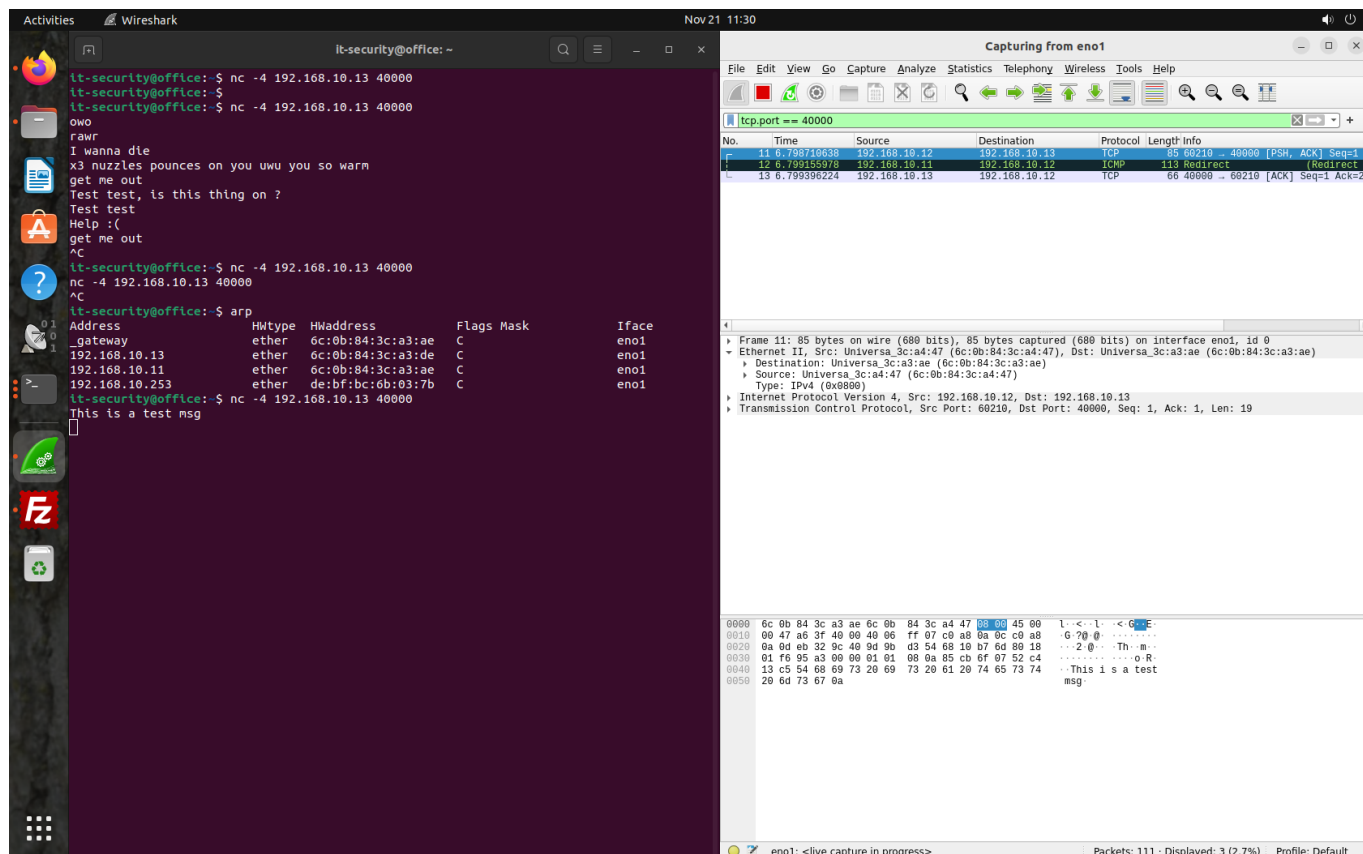 Activities Wireshark Nov 21 11:30
it-security@office: ~
it-security@office:~$ nc -4 192.168.10.13 40000
it-security@office:~$
it-security@office:~$ nc -4 192.168.10.13 40000
owo
rawr
I wanna die
x3 nuzzles pounces on you uwu you so warm
get me out
Test test, is this thing on ?
Test test
Help :(
get me out
^C
it-security@office:~$ nc -4 192.168.10.13 40000
nc -4 192.168.10.13 40000
^C
it-security@office:~$ arp
Address HWtype HWaddress Flags Mask Iface
_gateway ether 6c:0b:84:3c:a3:ae C eno1
192.168.10.13 ether 6c:0b:84:3c:a3:de C eno1
192.168.10.11 ether 6c:0b:84:3c:a3:ae C eno1
192.168.10.253 ether de:bf:bc:6b:03:7b C eno1
it-security@office:~$ nc -4 192.168.10.13 40000
This is a test msg
Capturing from eno1
File Edit View Go Capture Analyze Statistics Telephony Wireless Tools Help
tcp.port == 40000
No. Time Source Destination Protocol Length Info
11 6.798710638 192.168.10.12 192.168.10.13 TCP 85 60210 → 40000 [PSH, ACK] Seq=1
12 6.799155978 192.168.10.11 192.168.10.12 ICMP 113 Redirect (Redirect
13 6.799396224 192.168.10.13 192.168.10.12 TCP 66 40000 → 60210 [ACK] Seq=1 Ack=2
Frame 11: 85 bytes on wire (680 bits), 85 bytes captured (680 bits) on interface eno1, id 0
Ethernet II, Src: Universa_3c:a4:47 (6c:0b:84:3c:a4:47), Dst: Universa_3c:a3:ae (6c:0b:84:3c:a3:ae)
Destination: Universa_3c:a3:ae (6c:0b:84:3c:a3:ae)
Source: Universa_3c:a4:47 (6c:0b:84:3c:a4:47)
Type: IPv4 (0x0800)
Internet Protocol Version 4, Src: 192.168.10.12, Dst: 192.168.10.13
Transmission Control Protocol, Src Port: 60210, Dst Port: 40000, Seq: 1, Ack: 1, Len: 19
0000 6c 0b 84 3c a3 ae 6c 0b 84 3c a4 47 08 00 45 00 l··<··l· ·<·G··E·
0010 00 47 a6 3f 40 00 40 06 ff 07 c0 a8 0a 0c c0 a8 ·G·?@·@· ········
0020 0a 0d eb 32 9c 40 9d 9b d3 54 68 10 b7 6d 80 18 ···2·@·· ·Th··m··
0030 01 f6 95 a3 00 00 01 01 08 0a 85 cb 6f 07 52 c4 ········ ····o·R·
0040 13 c5 54 68 69 73 20 69 73 20 61 20 74 65 73 74 ··This i s a test
0050 20 6d 73 67 0a msg·
eno1: <live capture in progress> Packets: 111 · Displayed: 3 (2.7%) Profile: Default